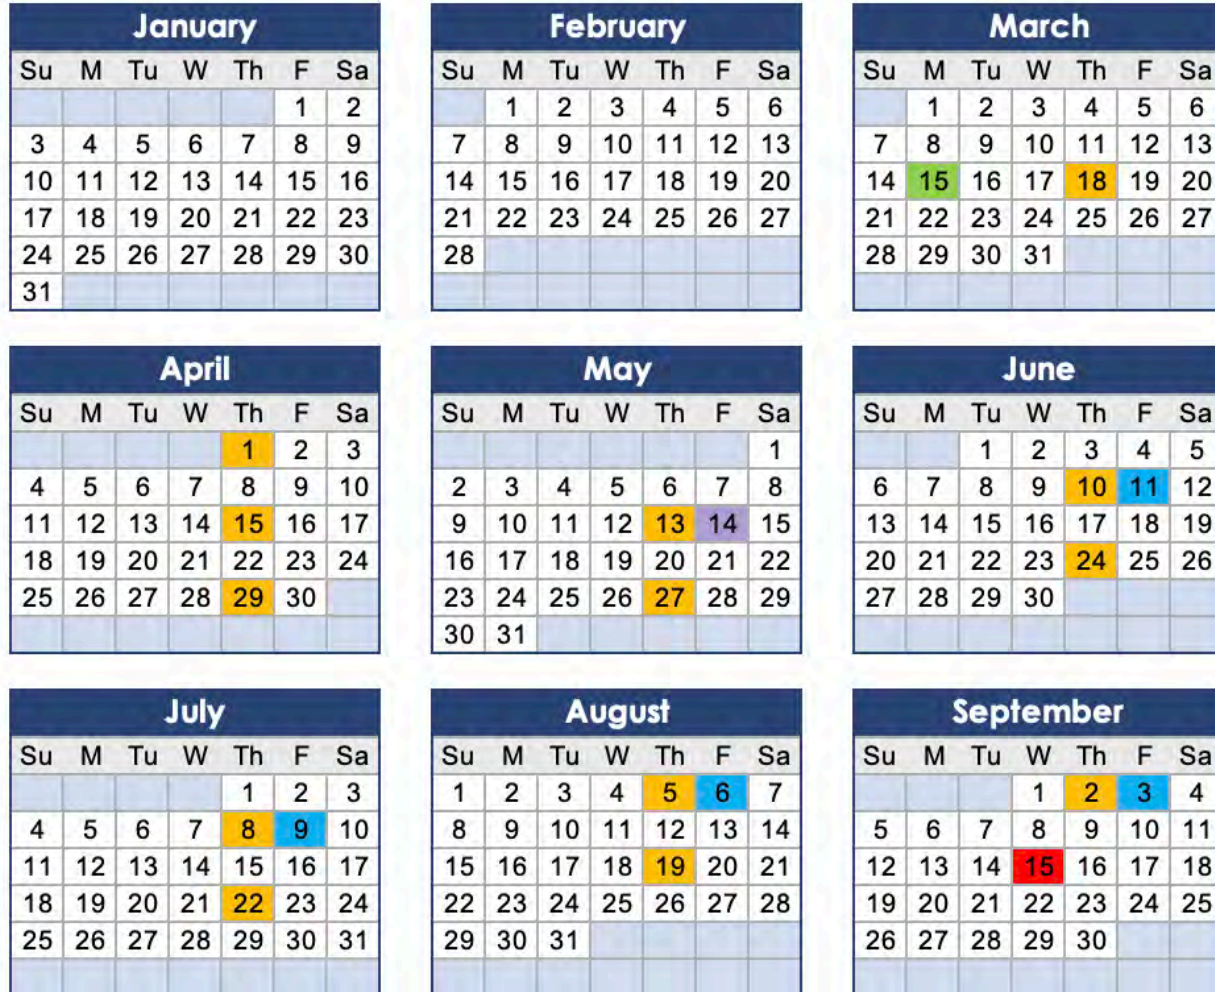 January
Su M Tu W Th F Sa
1 2
3 4 5 6 7 8 9
10 11 12 13 14 15 16
17 18 19 20 21 22 23
24 25 26 27 28 29 30
31
February
Su M Tu W Th F Sa
1 2 3 4 5 6
7 8 9 10 11 12 13
14 15 16 17 18 19 20
21 22 23 24 25 26 27
28
March
Su M Tu W Th F Sa
1 2 3 4 5 6
7 8 9 10 11 12 13
14 15 16 17 18 19 20
21 22 23 24 25 26 27
28 29 30 31
April
Su M Tu W Th F Sa
1 2 3
4 5 6 7 8 9 10
11 12 13 14 15 16 17
18 19 20 21 22 23 24
25 26 27 28 29 30
May
Su M Tu W Th F Sa
1
2 3 4 5 6 7 8
9 10 11 12 13 14 15
16 17 18 19 20 21 22
23 24 25 26 27 28 29
30 31
June
Su M Tu W Th F Sa
1 2 3 4 5
6 7 8 9 10 11 12
13 14 15 16 17 18 19
20 21 22 23 24 25 26
27 28 29 30
July
Su M Tu W Th F Sa
1 2 3
4 5 6 7 8 9 10
11 12 13 14 15 16 17
18 19 20 21 22 23 24
25 26 27 28 29 30 31
August
Su M Tu W Th F Sa
1 2 3 4 5 6 7
8 9 10 11 12 13 14
15 16 17 18 19 20 21
22 23 24 25 26 27 28
29 30 31
September
Su M Tu W Th F Sa
1 2 3 4
5 6 7 8 9 10 11
12 13 14 15 16 17 18
19 20 21 22 23 24 25
26 27 28 29 30